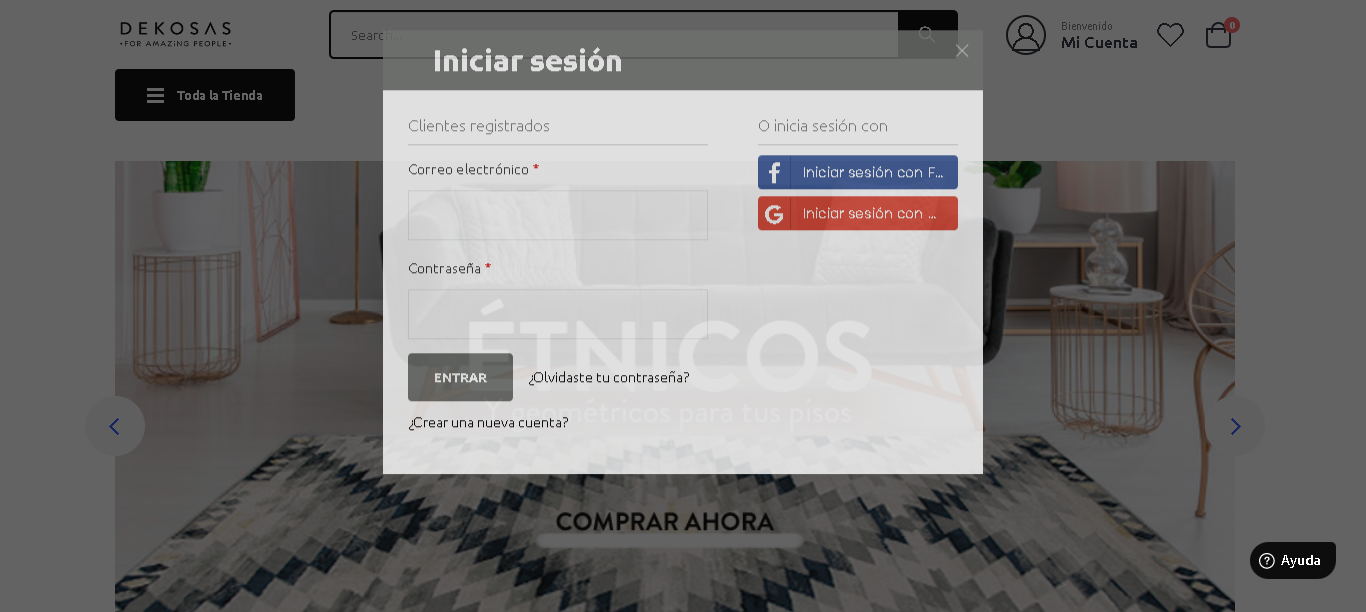 DEKOSAS
•FOR AMAZING PEOPLE•
Search...
Bienvenido
Mi Cuenta
0
Toda la Tienda
Iniciar sesión
Clientes registrados
O inicia sesión con
Correo electrónico *
Iniciar sesión con F...
Iniciar sesión con ...
Contraseña *
ÉTNICOS
ENTRAR
¿Olvidaste tu contraseña?
Y geométricos para tus pisos
¿Crear una nueva cuenta?
COMPRAR AHORA
Ayuda